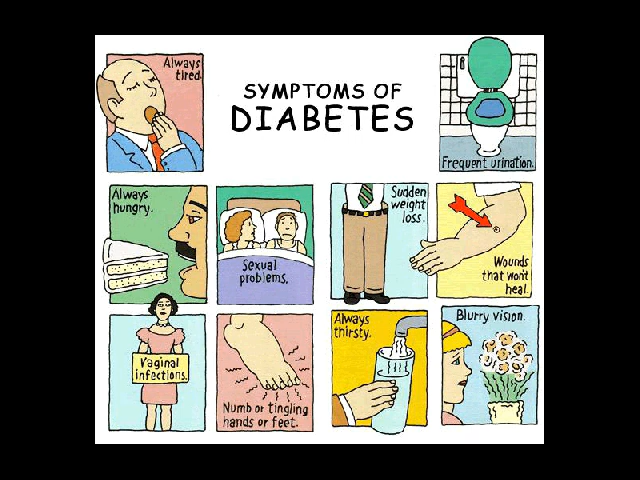 Always
tired.
SYMPTOMS OF
DIABETES
Frequent urination.
Always
hungry.
Sexual
problems.
Sudden
weight
loss.
Wounds
that won't
heal.
Vaginal
infections.
Numb or tingling
hands or feet.
Always
thirsty.
Blurry vision.